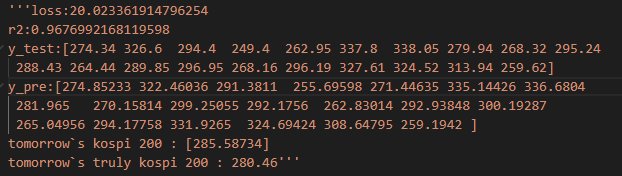 '''loss:20.023361914796254
r2:0.9676992168119598
y_test:[274.34 326.6  294.4  249.4  262.95 337.8  338.05 279.94 268.32 295.24
 288.43 264.44 289.85 296.95 268.16 296.19 327.61 324.52 313.94 259.62]
y_pre:[274.85233 322.46036 291.3811  255.69598 271.44635 335.14426 336.6804
 281.965   270.15814 299.25055 292.1756  262.83014 292.93848 300.19287
 265.04956 294.17758 331.9265  324.69424 308.64795 259.1942 ]
tomorrow`s kospi 200 : [285.58734]
tomorrow`s truly kospi 200 : 280.46'''